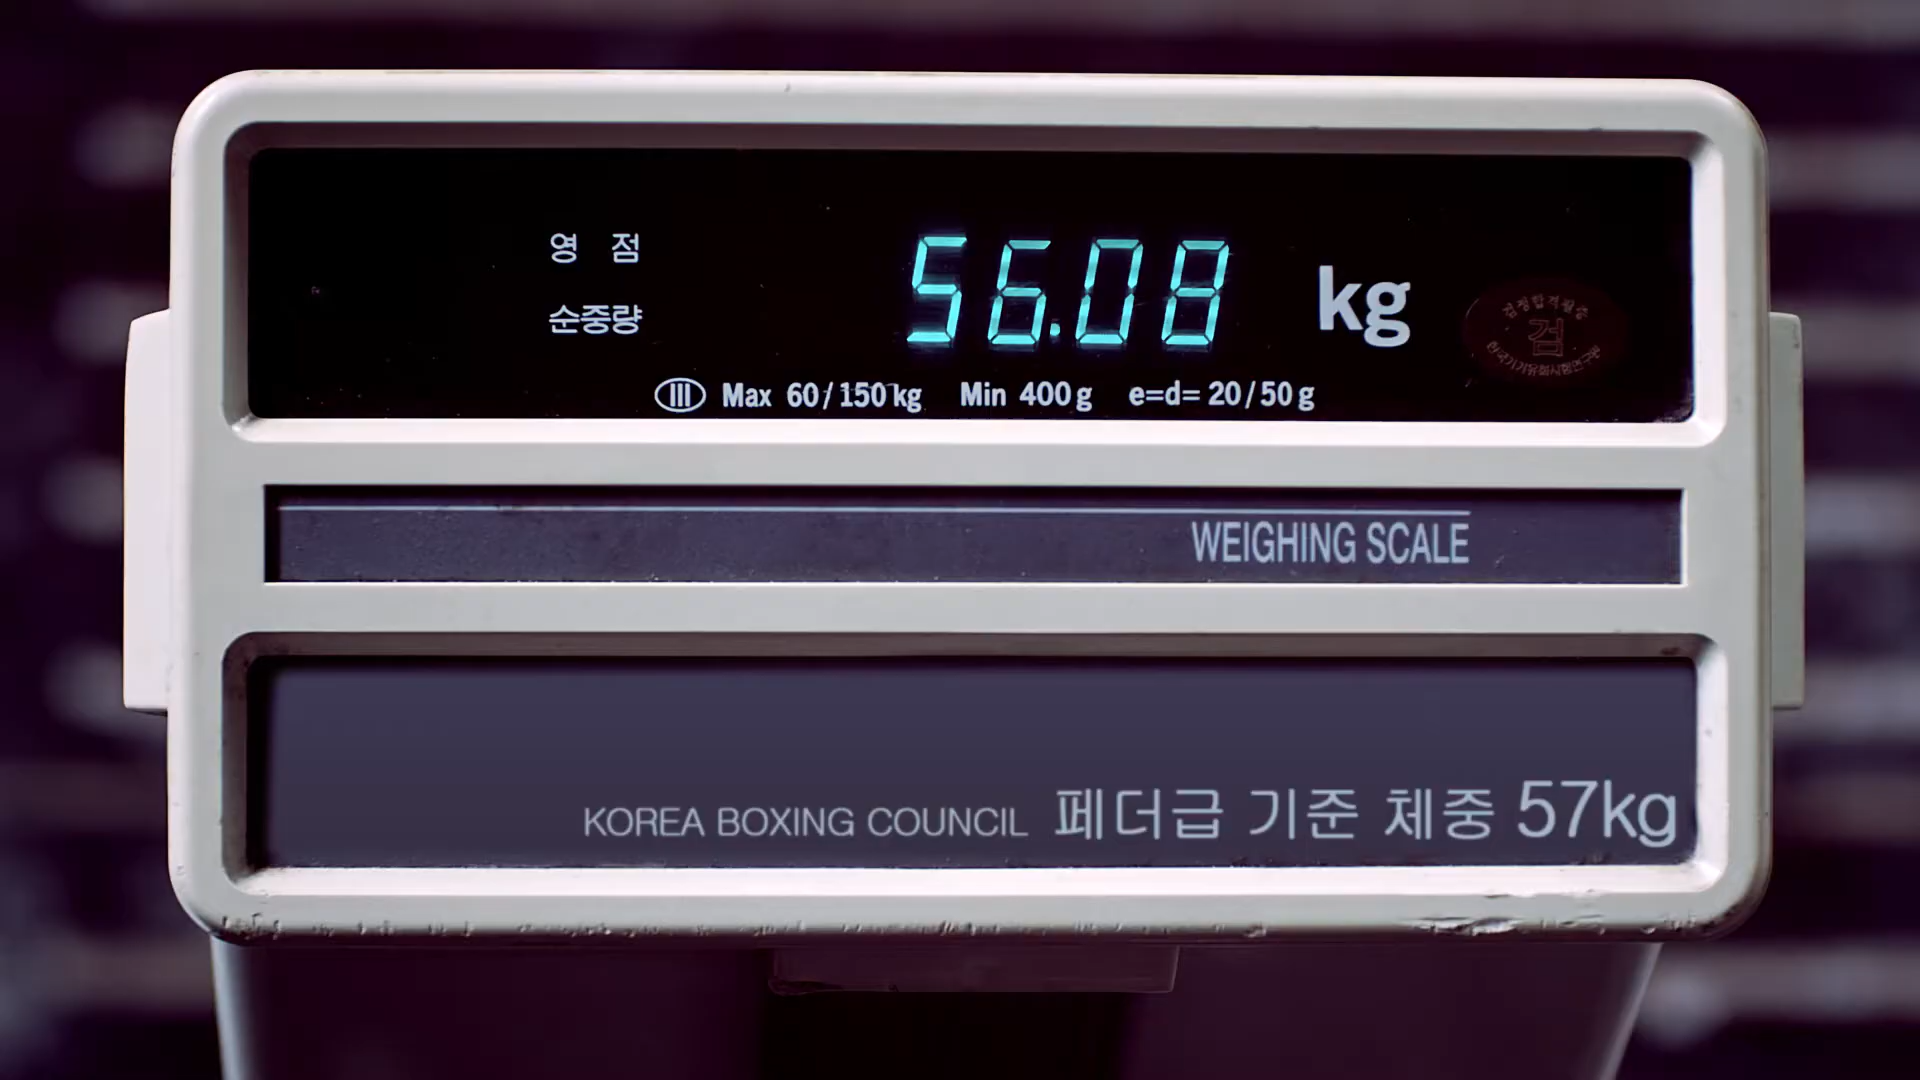 영 점
56.08 kg
순중량
Max 60/150 kg Min 400 g e=d= 20/50 g
검
WEIGHING SCALE
KOREA BOXING COUNCIL 페더급 기준 체중 57kg